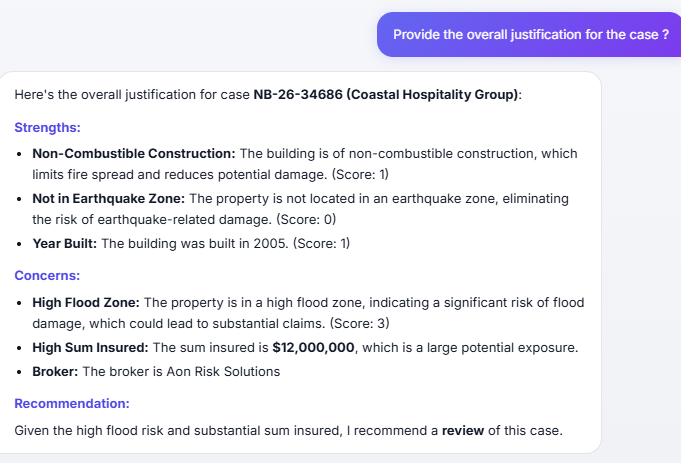 Provide the overall justification for the case ?
Here's the overall justification for case NB-26-34686 (Coastal Hospitality Group):
Strengths:
• Non-Combustible Construction: The building is of non-combustible construction, which
limits fire spread and reduces potential damage. (Score: 1)
• Not in Earthquake Zone: The property is not located in an earthquake zone, eliminating
the risk of earthquake-related damage. (Score: 0)
• Year Built: The building was built in 2005. (Score: 1)
Concerns:
• High Flood Zone: The property is in a high flood zone, indicating a significant risk of flood
damage, which could lead to substantial claims. (Score: 3)
• High Sum Insured: The sum insured is $12,000,000, which is a large potential exposure.
• Broker: The broker is Aon Risk Solutions
Recommendation:
Given the high flood risk and substantial sum insured, I recommend a review of this case.